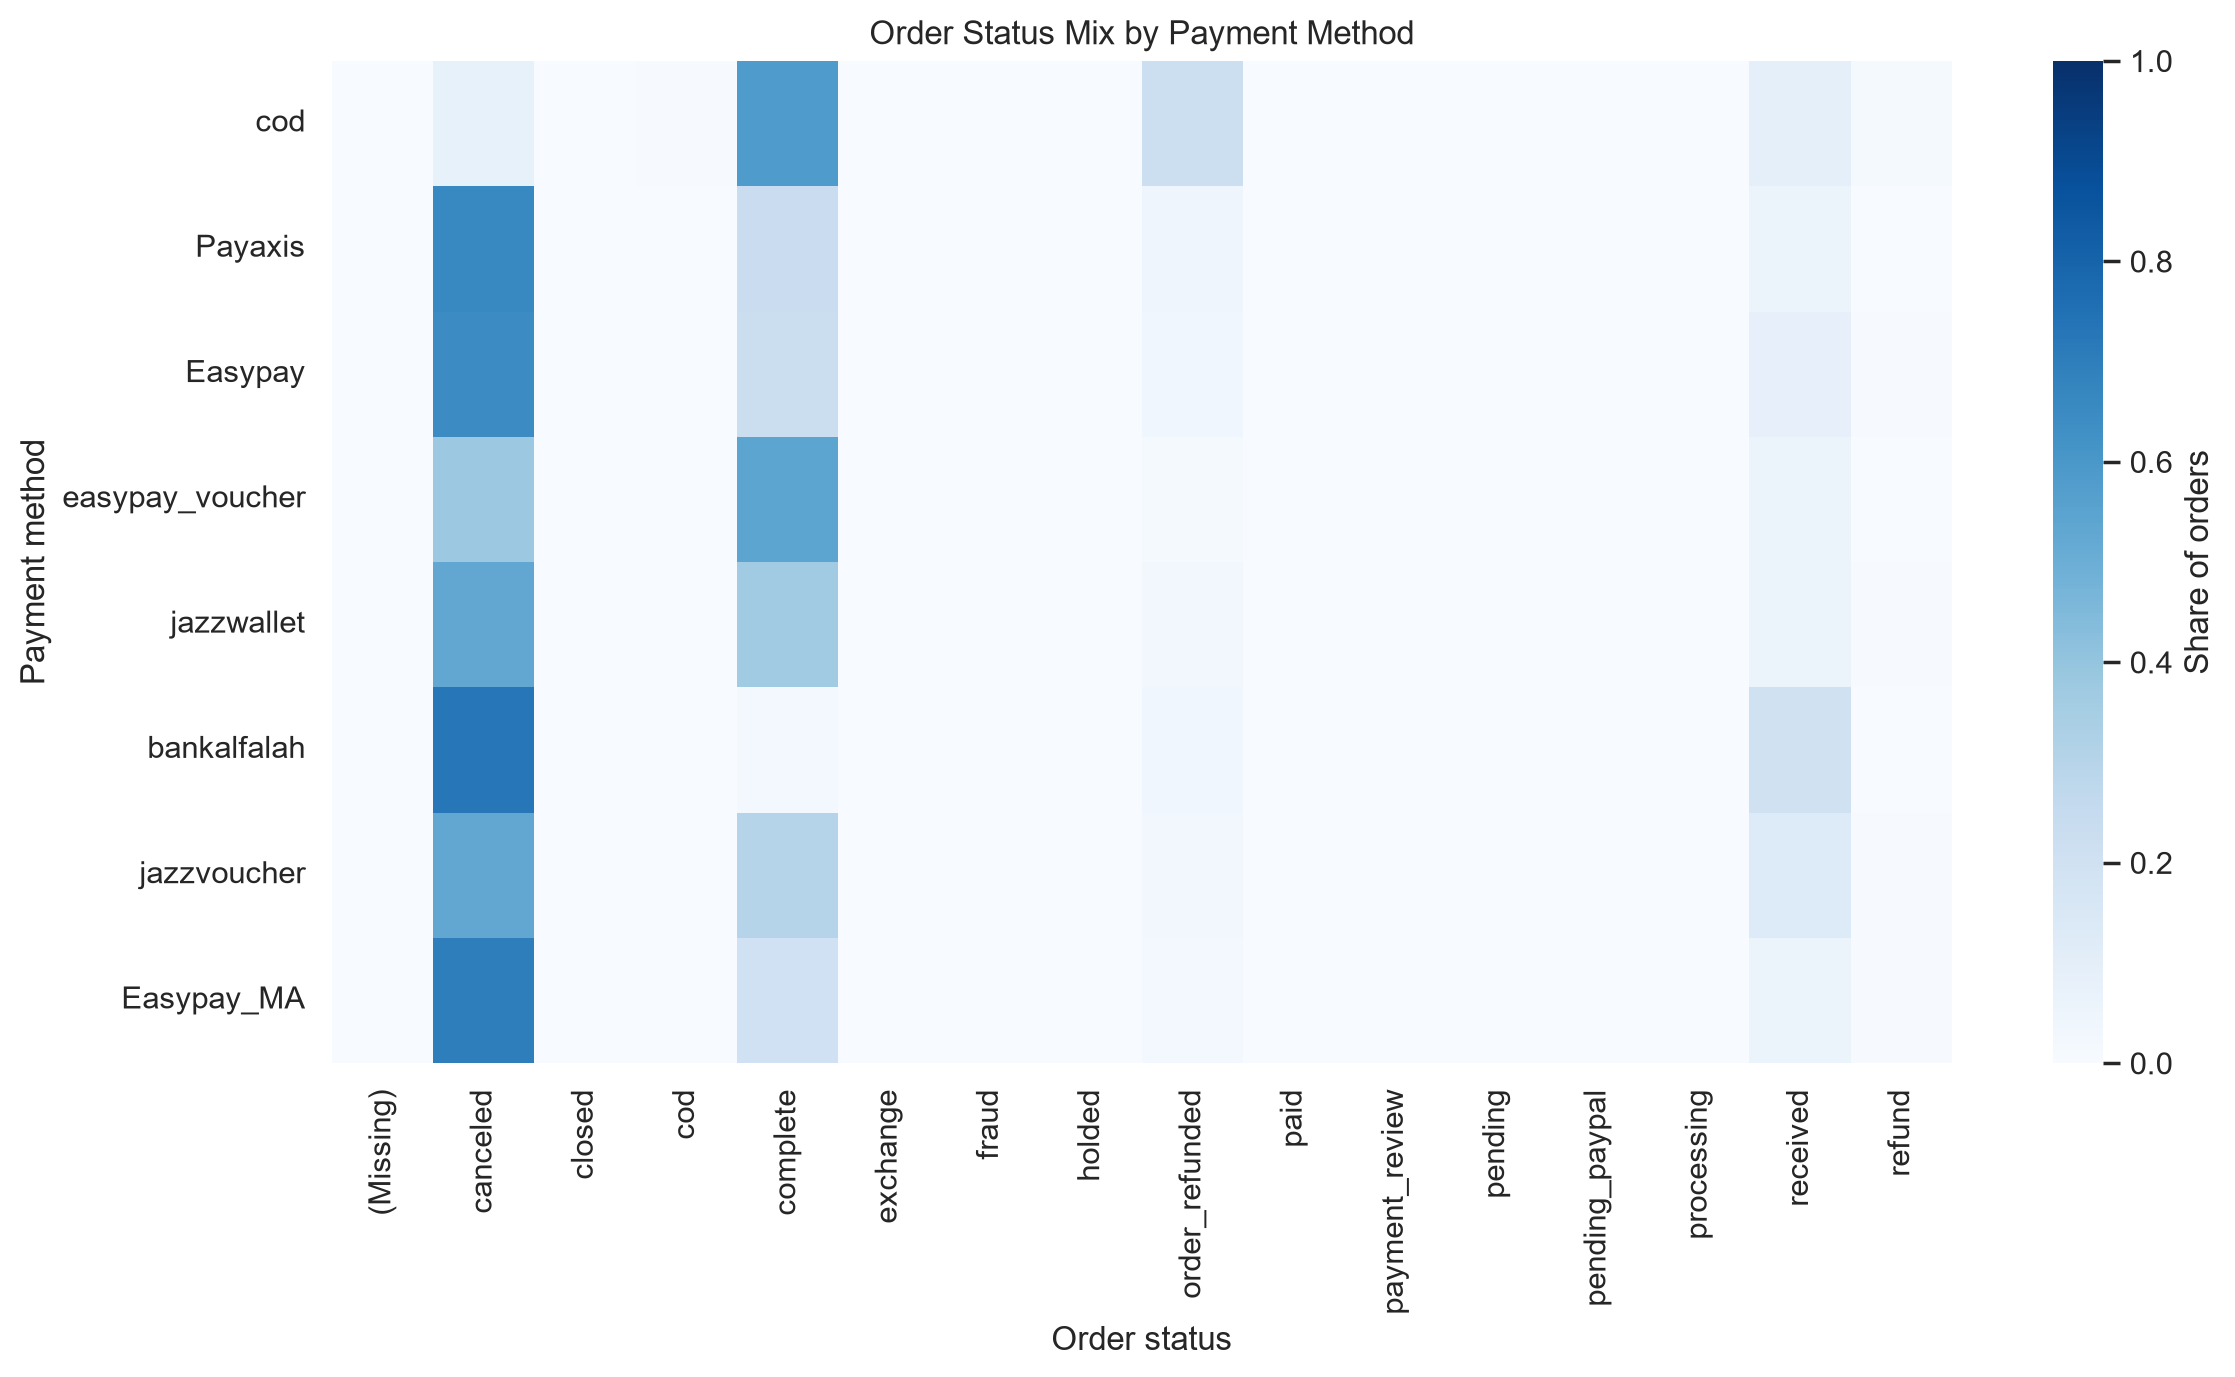 Order Status Mix by Payment Method
Payment method
cod
Payaxis
Easypay
easypay_voucher
jazzwallet
bankalfalah
jazzvoucher
Easypay_MA
(Missing)
canceled
closed
cod
complete
exchange
fraud
holded
order_refunded
paid
payment_review
pending
pending_paypal
processing
received
refund
Order status
1.0
0.8
0.6
0.4
0.2
0.0
Share of orders